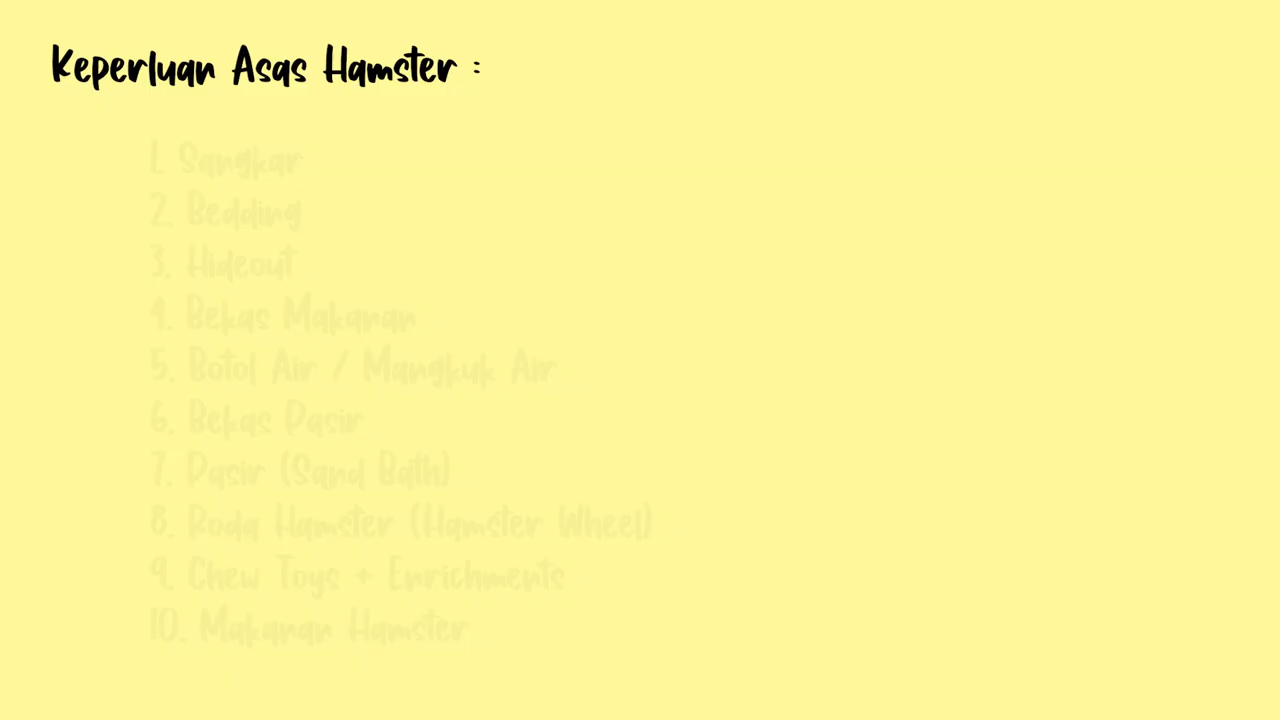 Keperluan Asas Hamster :
1. Sangkar
2. Bedding
3. Hideout
4. Bekas Makanan
5. Botol Air / Mangkuk Air
6. Bekas Pasir
7. Pasir (Sand Bath)
8. Roda Hamster (Hamster Wheel)
9. Chew Toys + Enrichments
10. Makanan Hamster